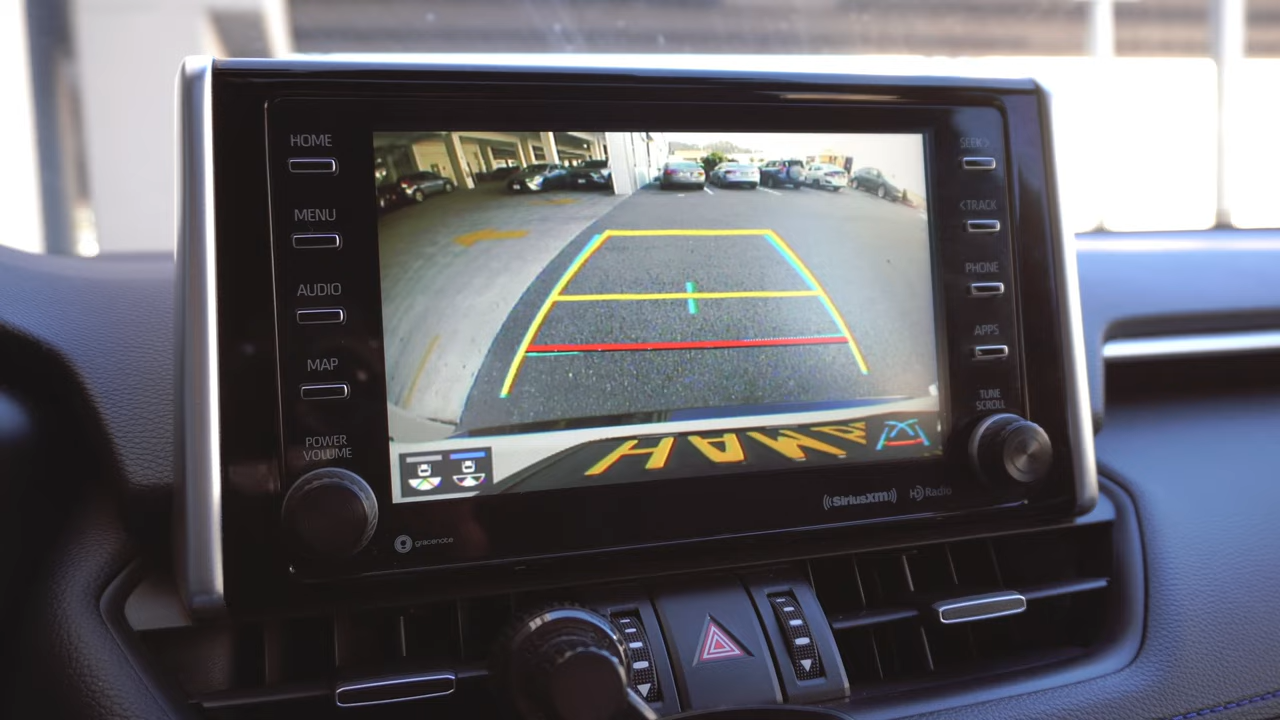 HOME
MENU
AUDIO
MAP
POWER
VOLUME
SEEK>
<TRACK
PHONE
APPS
TUNE
SCROLL
SiriusXM
HD Radio
gracenote